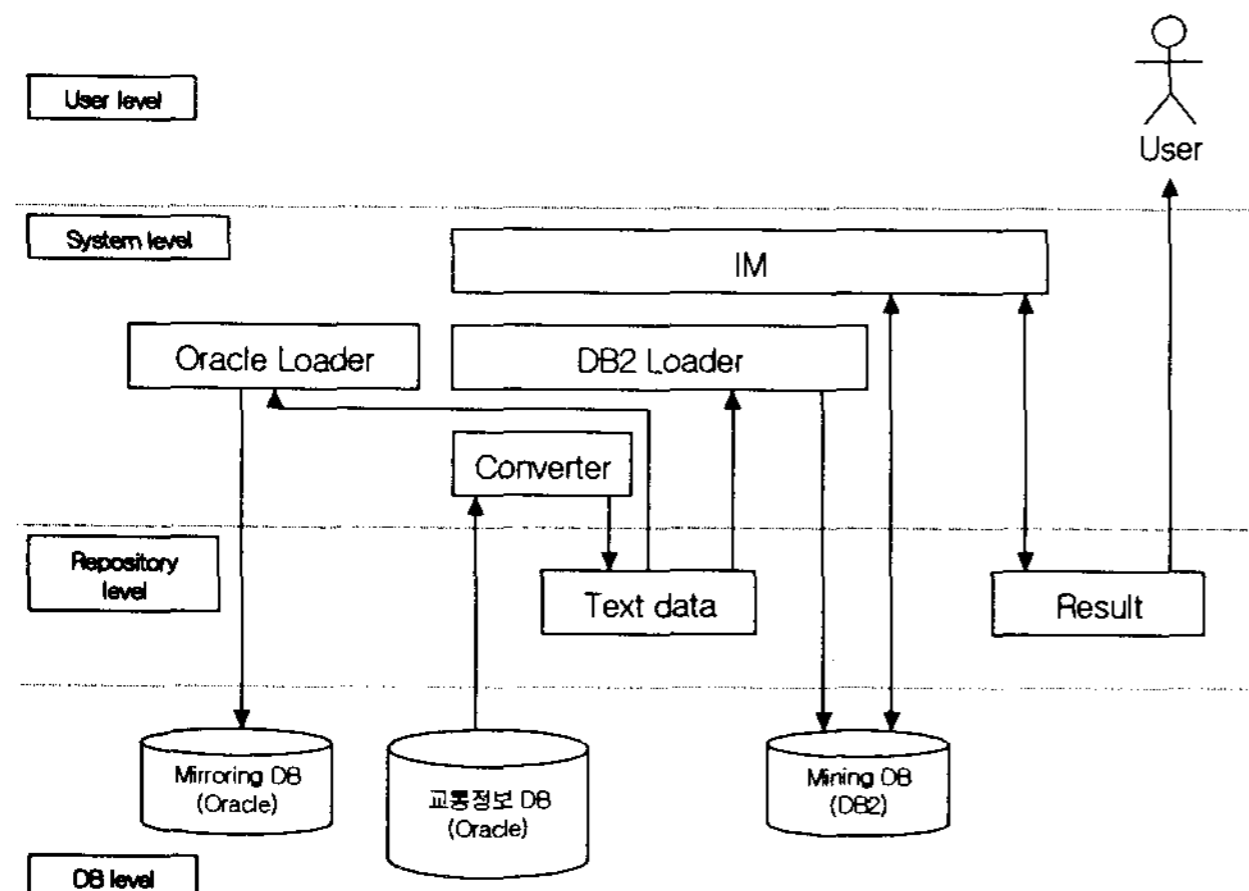 User level
User
System level
IM
Oracle Loader
DB2 Loader
Converter
Repository
level
Text data
Result
Mirroring DB
(Oracle)
교통정보 DB
(Oracle)
Mining DB
(DB2)
DB level